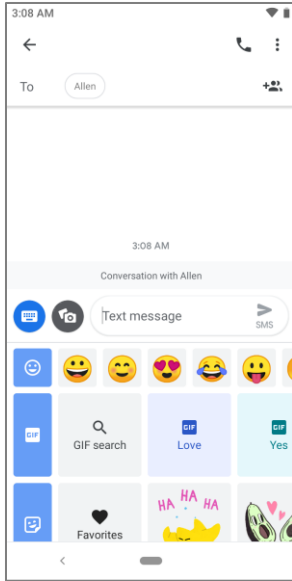 3:08 AM
To Allen
3:08 AM
Conversation with Allen
Text message
SMS
GIF
GIF search
GIF
Love
GIF
Yes
Favorites
HA HA HA